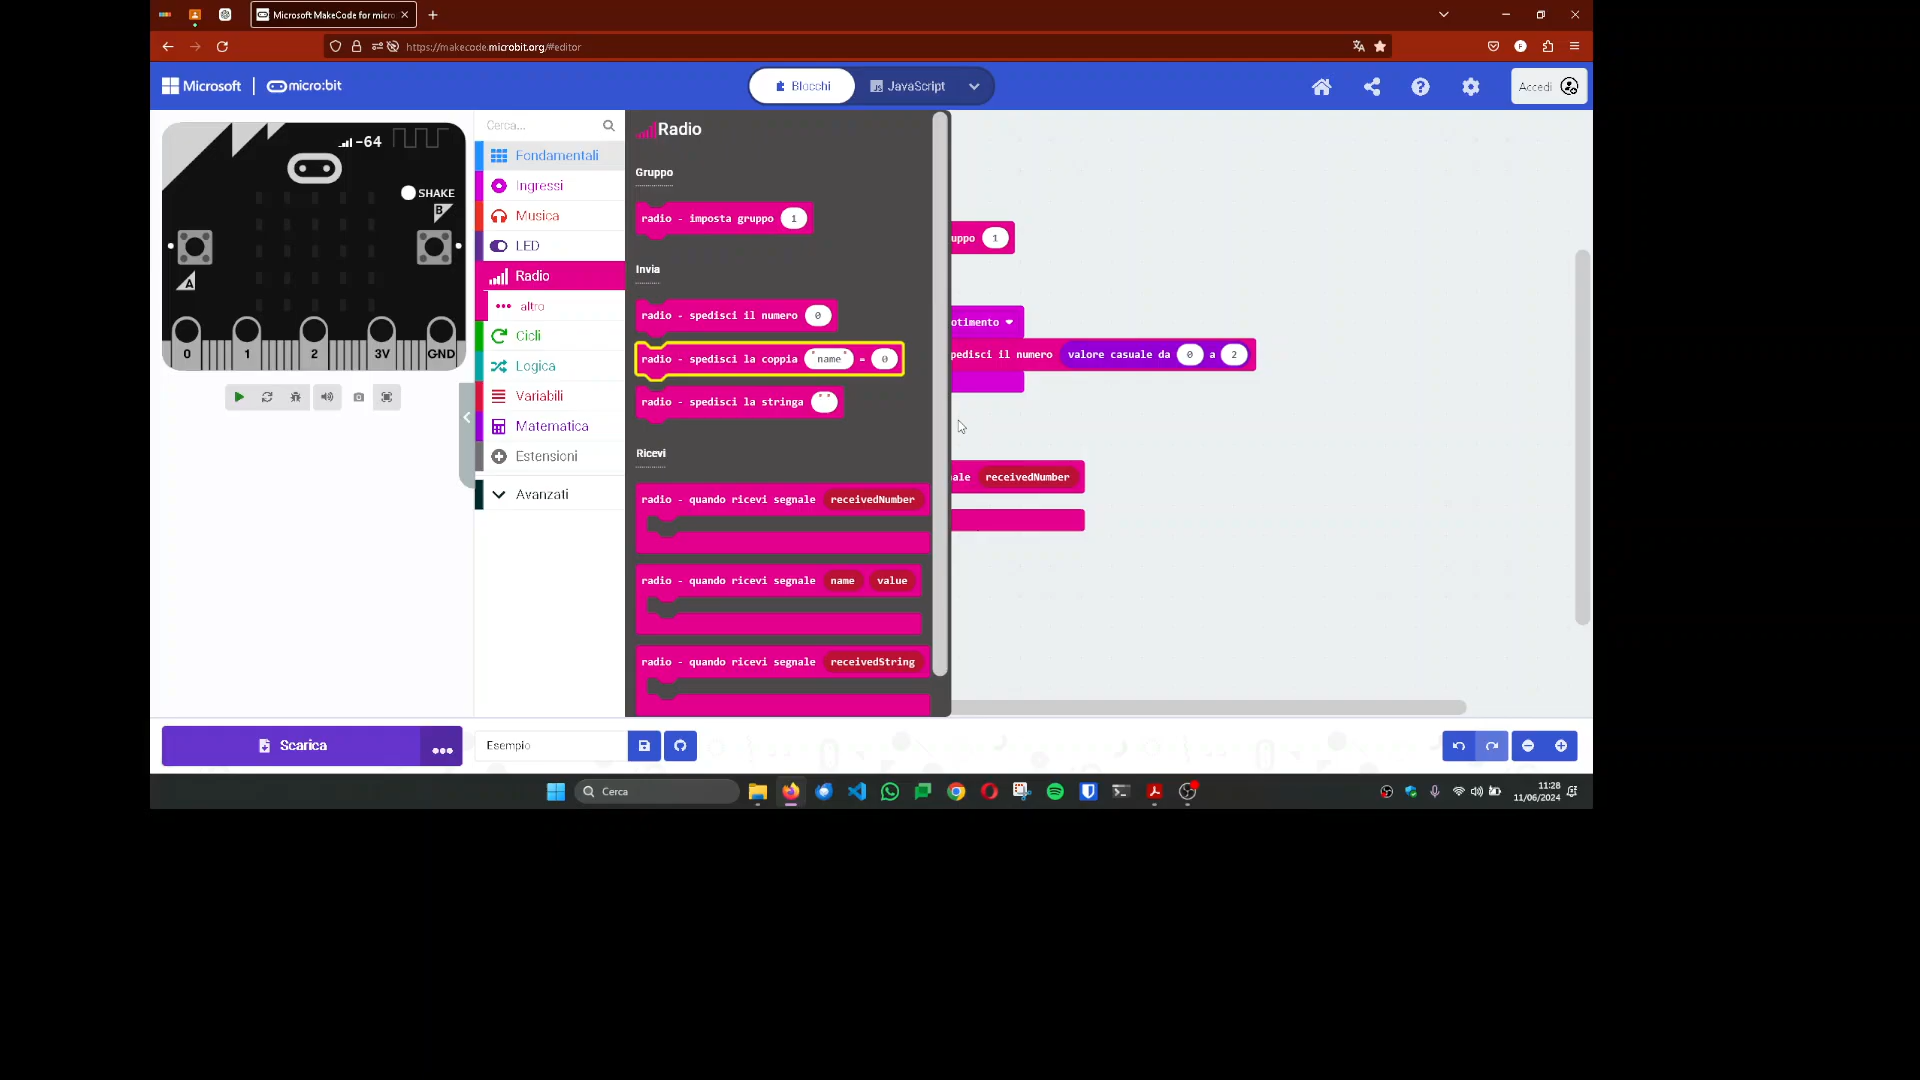 Microsoft MakeCode for micro
https://makecode.microbit.org/#editor
Microsoft
micro:bit
Blocchi
JavaScript
Accedi
-64
SHAKE
B
A
0
1
2
3V
GND
Cerca...
Fondamentali
Ingressi
Musica
LED
Radio
altro
Cicli
Logica
Variabili
Matematica
Estensioni
Avanzati
Radio
Gruppo
radio - imposta gruppo 1
Invia
radio - spedisci il numero 0
radio - spedisci la coppia "name" = 0
radio - spedisci la stringa " "
Ricevi
radio - quando ricevi segnale receivedNumber
radio - quando ricevi segnale name value
radio - quando ricevi segnale receivedString
uppo 1
otimento
pedisci il numero valore casuale da 0 a 2
ale receivedNumber
Scarica
Esempio
Cerca
11:28
11/06/2024